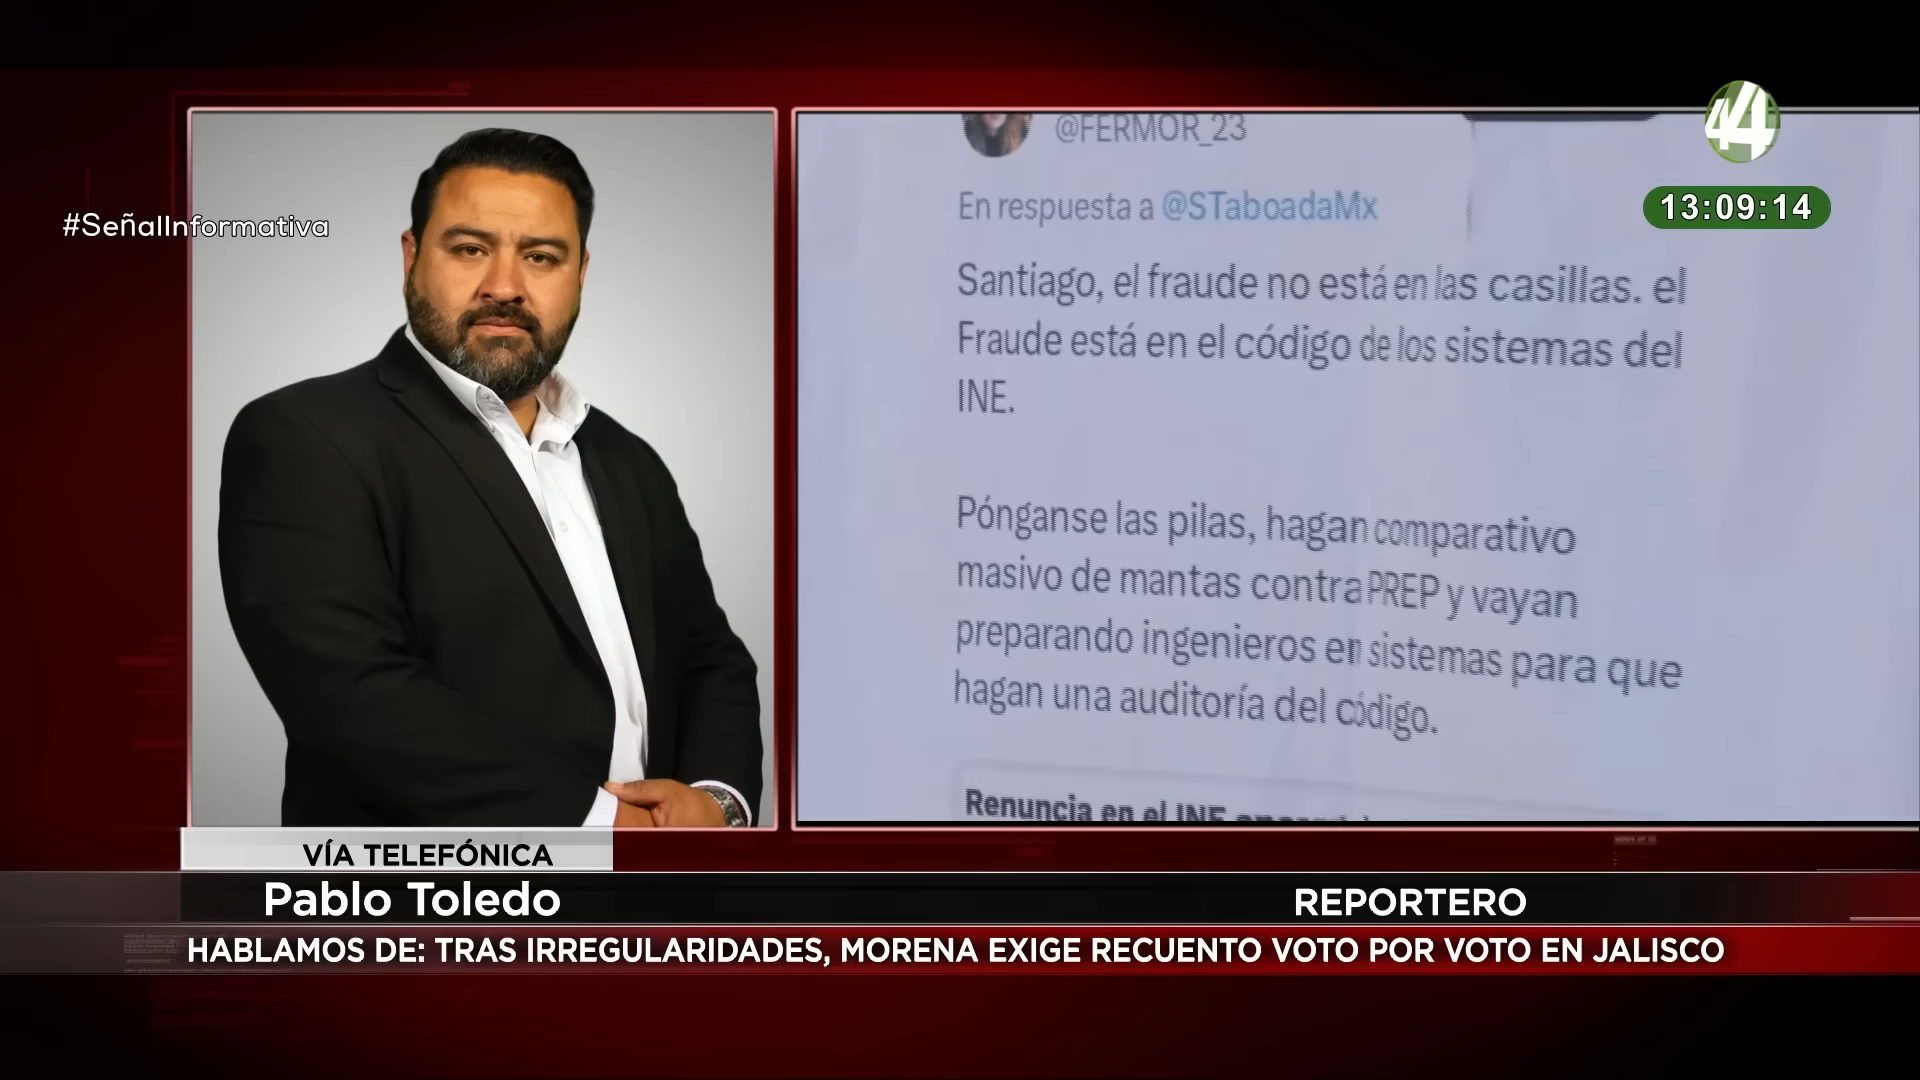 44
13:09:14
#SeñalInformativa
@FERMOR_23
En respuesta a @STaboadaMx
Santiago, el fraude no está en las casillas. el
Fraude está en el código de los sistemas del
INE.
Pónganse las pilas, hagan comparativo
masivo de mantas contra PREP y vayan
preparando ingenieros en sistemas para que
hagan una auditoría del código.
Renuncia en el INE
VÍA TELEFÓNICA
Pablo Toledo
REPORTERO
HABLAMOS DE: TRAS IRREGULARIDADES, MORENA EXIGE RECUENTO VOTO POR VOTO EN JALISCO